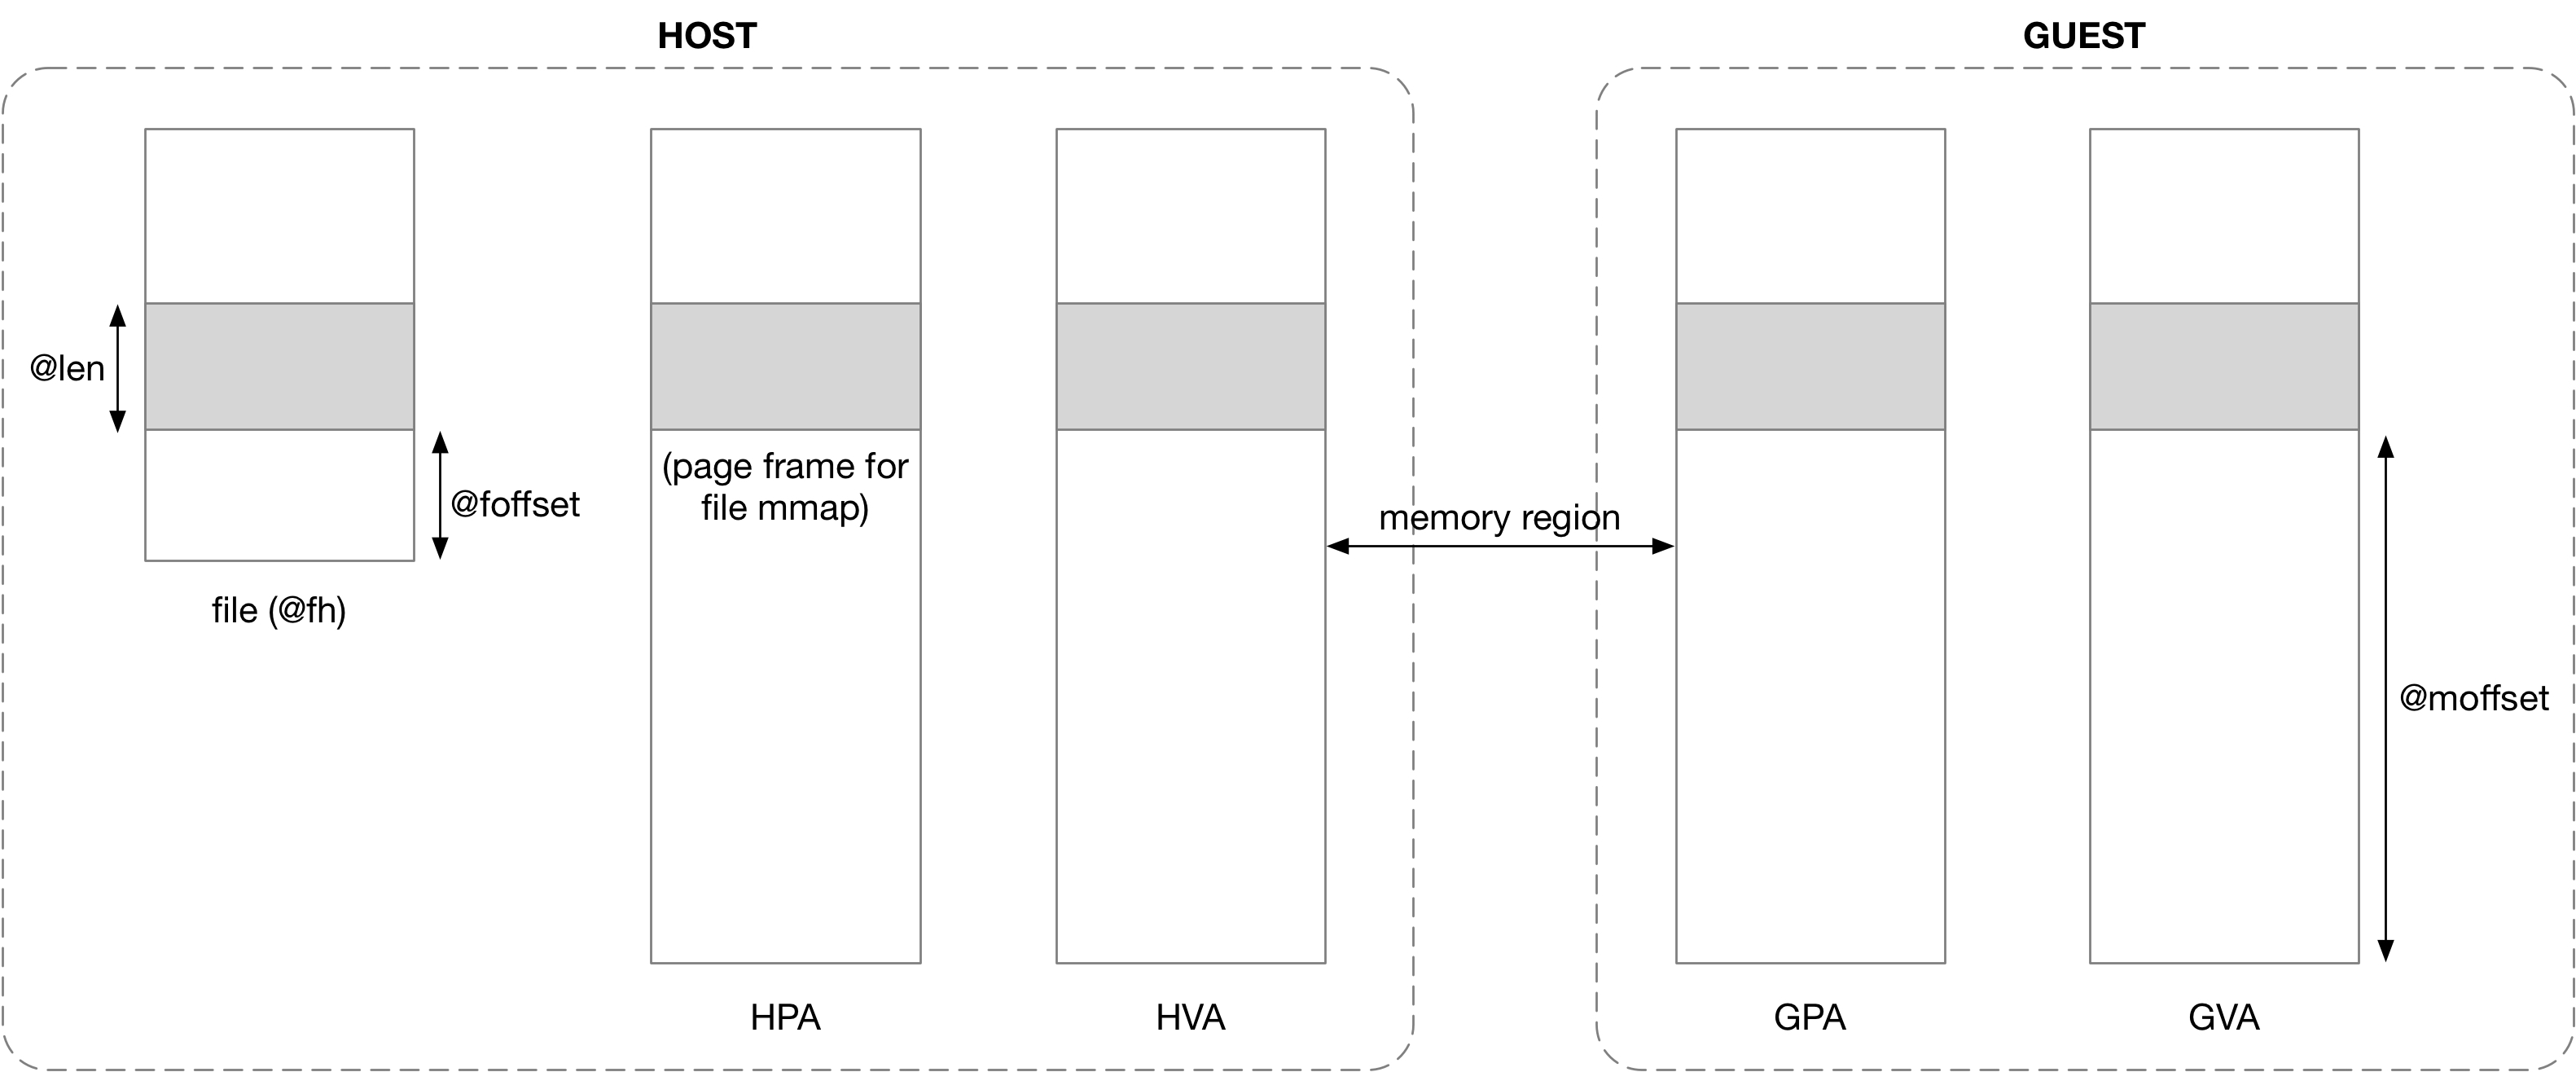 HOST
GUEST
@len
(page frame for
file mmap)
@foffset
memory region
file (@fh)
@moffset
HPA
HVA
GPA
GVA